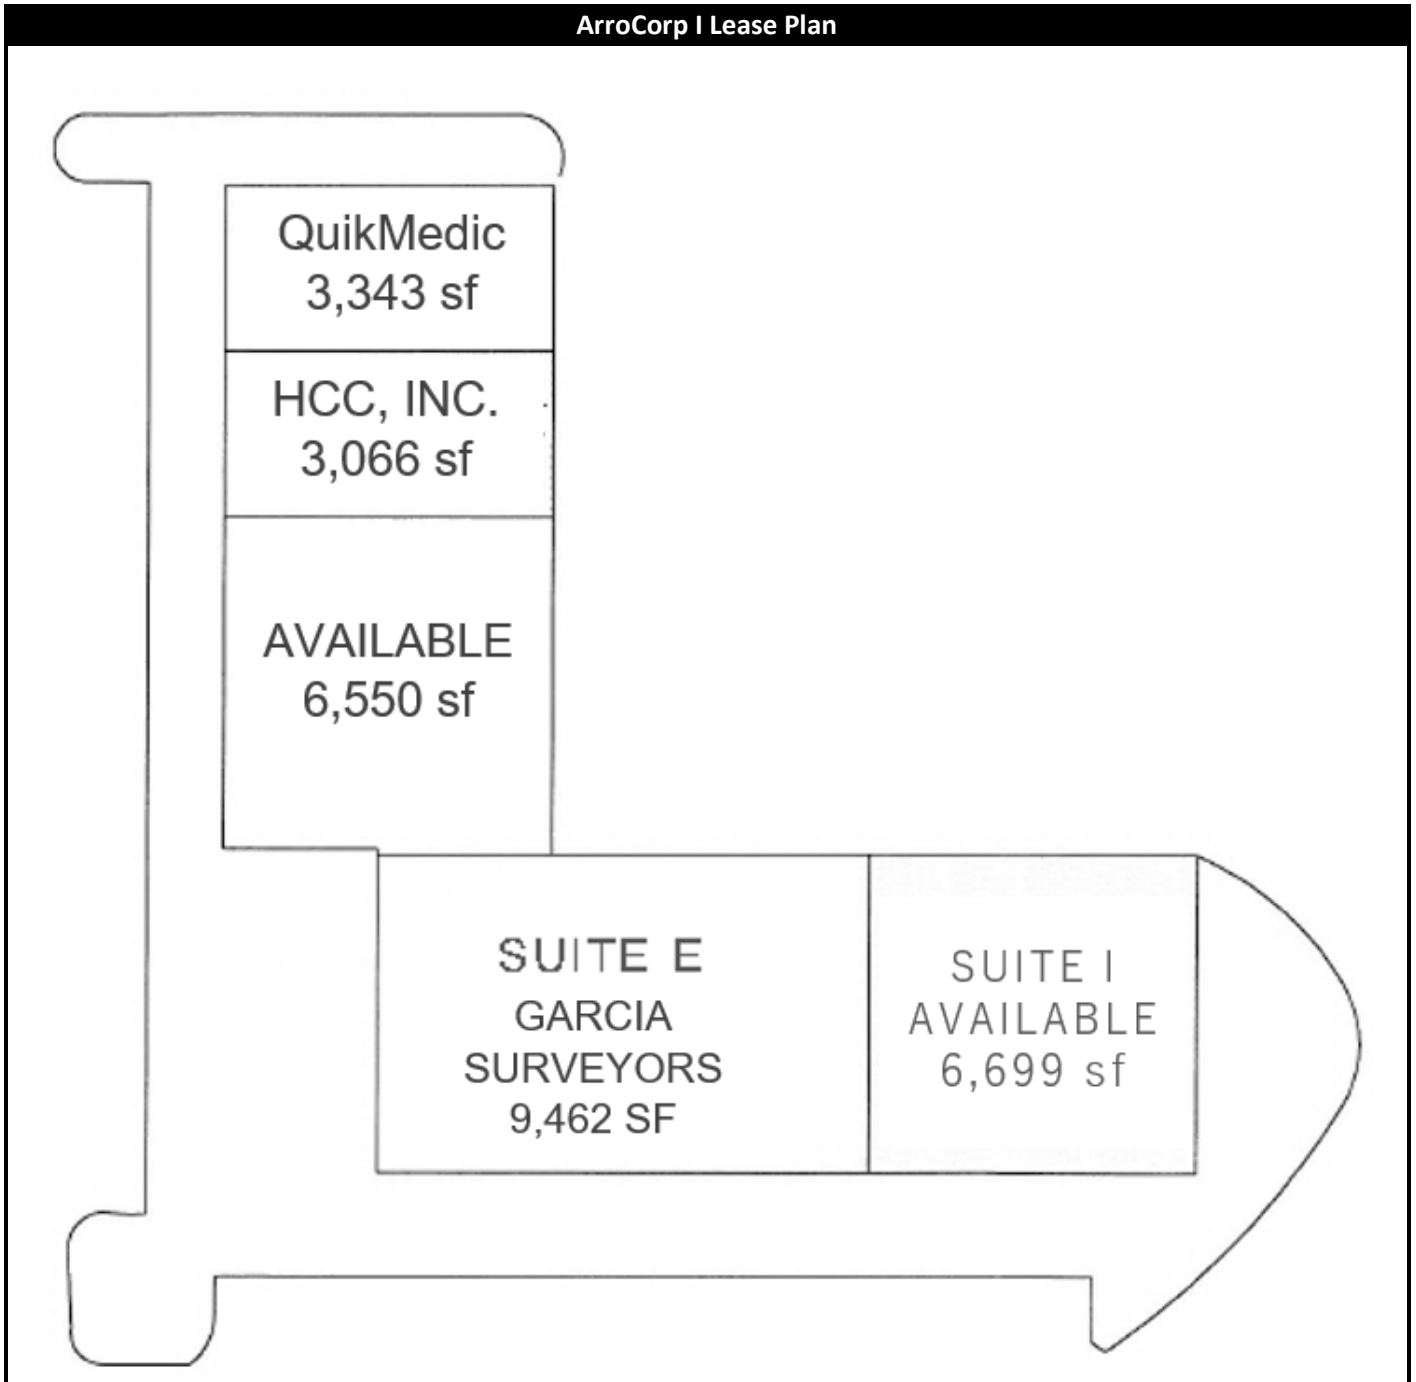 ArroCorp I Lease Plan
QuikMedic
3,343 sf
HCC, INC.
3,066 sf
AVAILABLE
6,550 sf
SUITE E
GARCIA
SURVEYORS
9,462 SF
SUITE I
AVAILABLE
6,699 sf